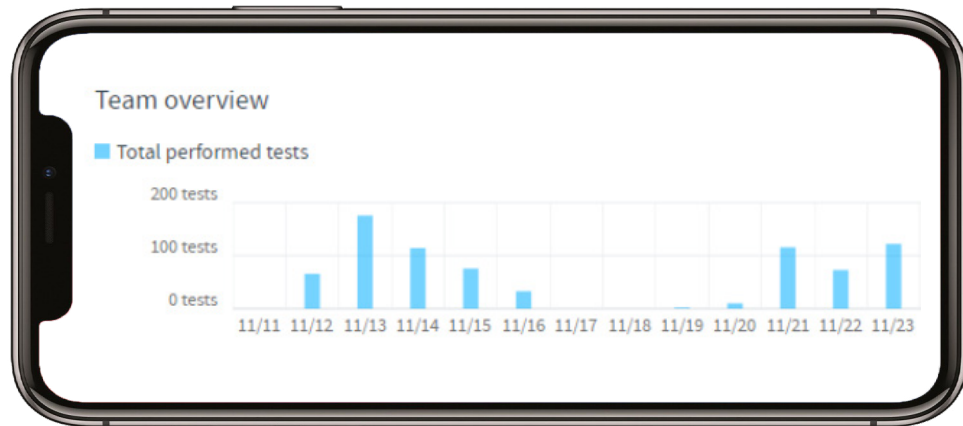 Team overview
Total performed tests
200 tests
100 tests
0 tests
11/11 11/12 11/13 11/14 11/15 11/16 11/17 11/18 11/19 11/20 11/21 11/22 11/23